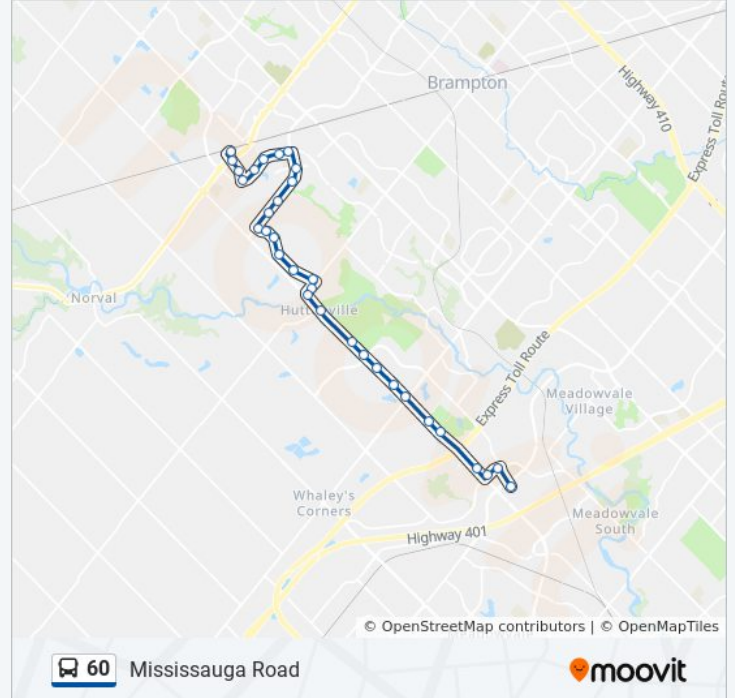 Brampton
Highway 410
Express Toll Rout
Norval
Huttonville
Express Toll Route
Meadowvale
Village
Whaley's
Corners
Meadowvale
South
Highway 401
© OpenStreetMap contributors | © OpenMapTiles
60 Mississauga Road
moovit